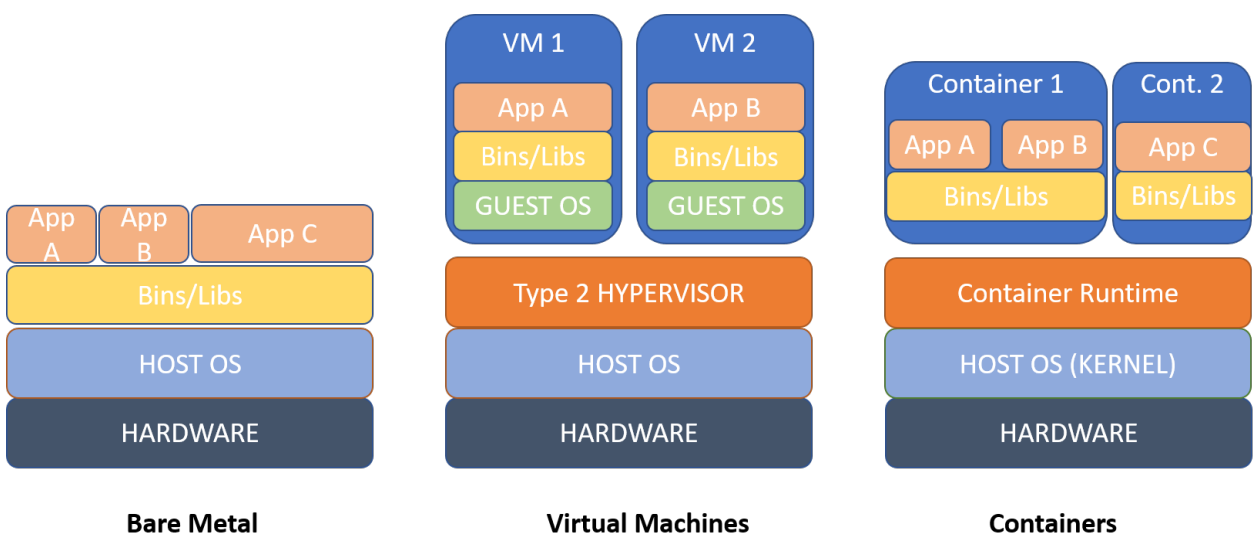 VM 1
VM 2
App A
App B
Bins/Libs
Bins/Libs
GUEST OS
GUEST OS
Container 1
Cont. 2
App A
App B
App C
Bins/Libs
Bins/Libs
App
A
App
B
App C
Bins/Libs
HOST OS
HARDWARE
Type 2 HYPERVISOR
HOST OS
HARDWARE
Container Runtime
HOST OS (KERNEL)
HARDWARE
Bare Metal
Virtual Machines
Containers